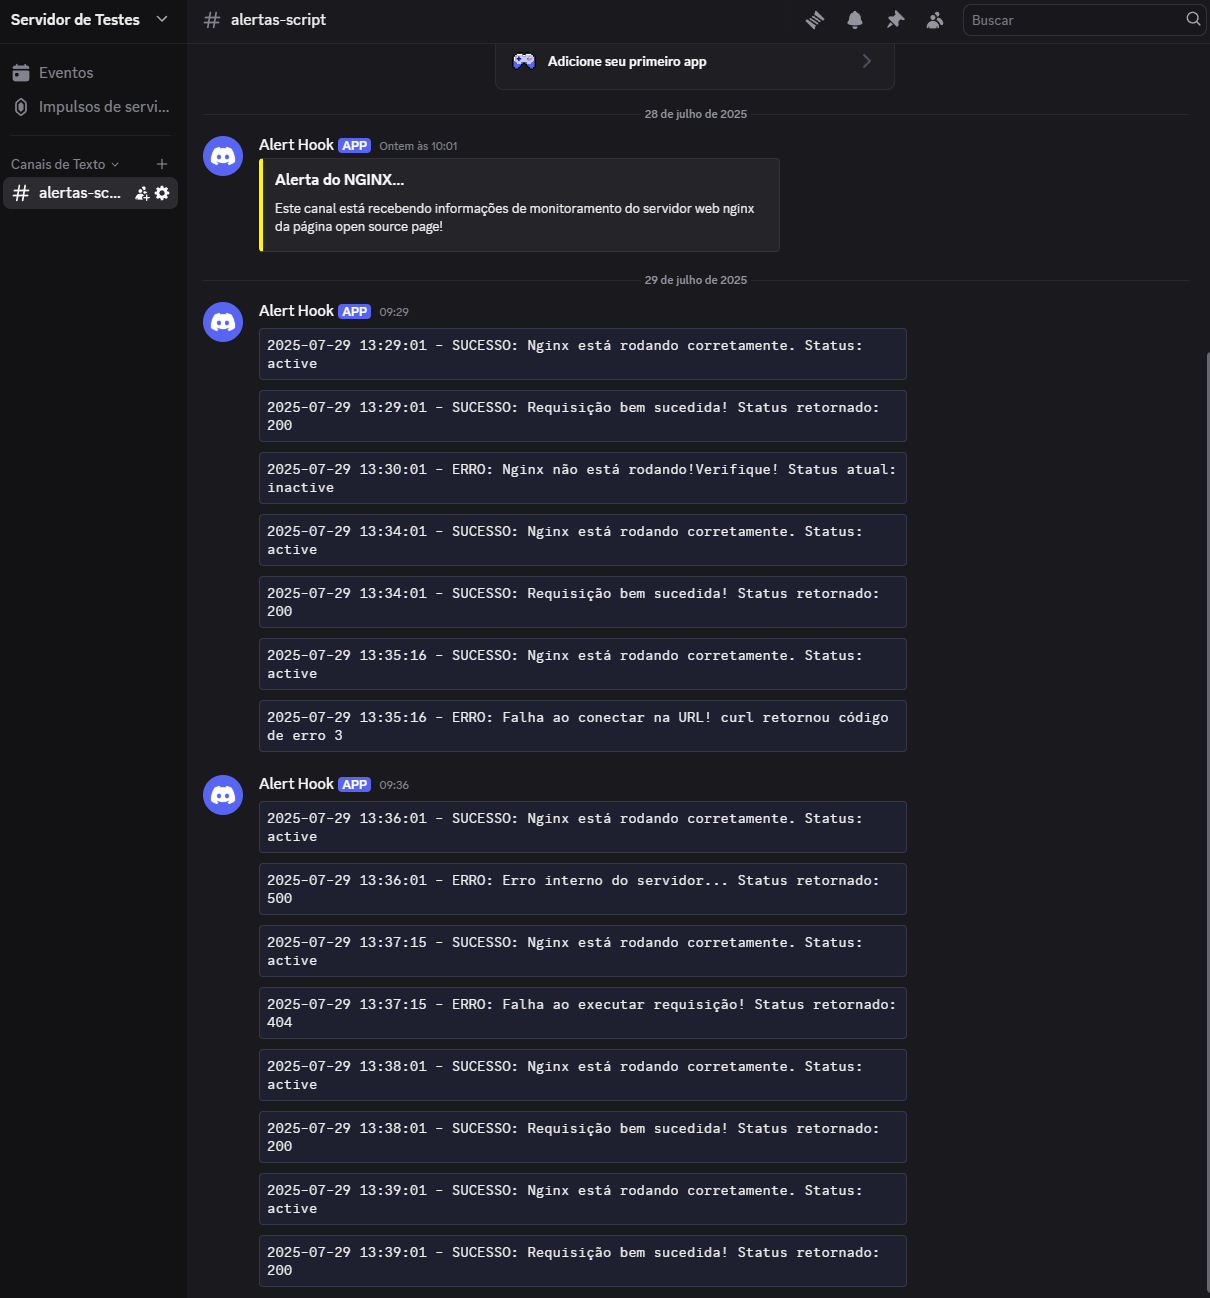 Servidor de Testes
Eventos
Impulsos de servi...
Canais de Texto
alertas-sc...
alertas-script
Buscar
Adicione seu primeiro app
28 de julho de 2025
Alert Hook APP Ontem às 10:01
Alerta do NGINX...
Este canal está recebendo informações de monitoramento do servidor web nginx
da página open source page!
29 de julho de 2025
Alert Hook APP 09:29
2025-07-29 13:29:01 - SUCESSO: Nginx está rodando corretamente. Status:
active
2025-07-29 13:29:01 - SUCESSO: Requisição bem sucedida! Status retornado:
200
2025-07-29 13:30:01 - ERRO: Nginx não está rodando!Verifique! Status atual:
inactive
2025-07-29 13:34:01 - SUCESSO: Nginx está rodando corretamente. Status:
active
2025-07-29 13:34:01 - SUCESSO: Requisição bem sucedida! Status retornado:
200
2025-07-29 13:35:16 - SUCESSO: Nginx está rodando corretamente. Status:
active
2025-07-29 13:35:16 - ERRO: Falha ao conectar na URL! curl retornou código
de erro 3
Alert Hook APP 09:36
2025-07-29 13:36:01 - SUCESSO: Nginx está rodando corretamente. Status:
active
2025-07-29 13:36:01 - ERRO: Erro interno do servidor... Status retornado:
500
2025-07-29 13:37:15 - SUCESSO: Nginx está rodando corretamente. Status:
active
2025-07-29 13:37:15 - ERRO: Falha ao executar requisição! Status retornado:
404
2025-07-29 13:38:01 - SUCESSO: Nginx está rodando corretamente. Status:
active
2025-07-29 13:38:01 - SUCESSO: Requisição bem sucedida! Status retornado:
200
2025-07-29 13:39:01 - SUCESSO: Nginx está rodando corretamente. Status:
active
2025-07-29 13:39:01 - SUCESSO: Requisição bem sucedida! Status retornado:
200